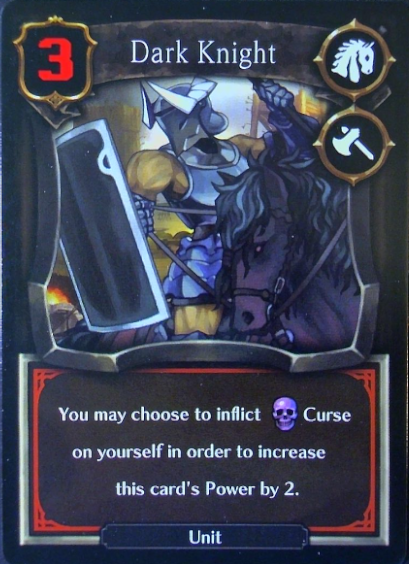 3
Dark Knight
You may choose to inflict Curse
on yourself in order to increase
this card's Power by 2.
Unit